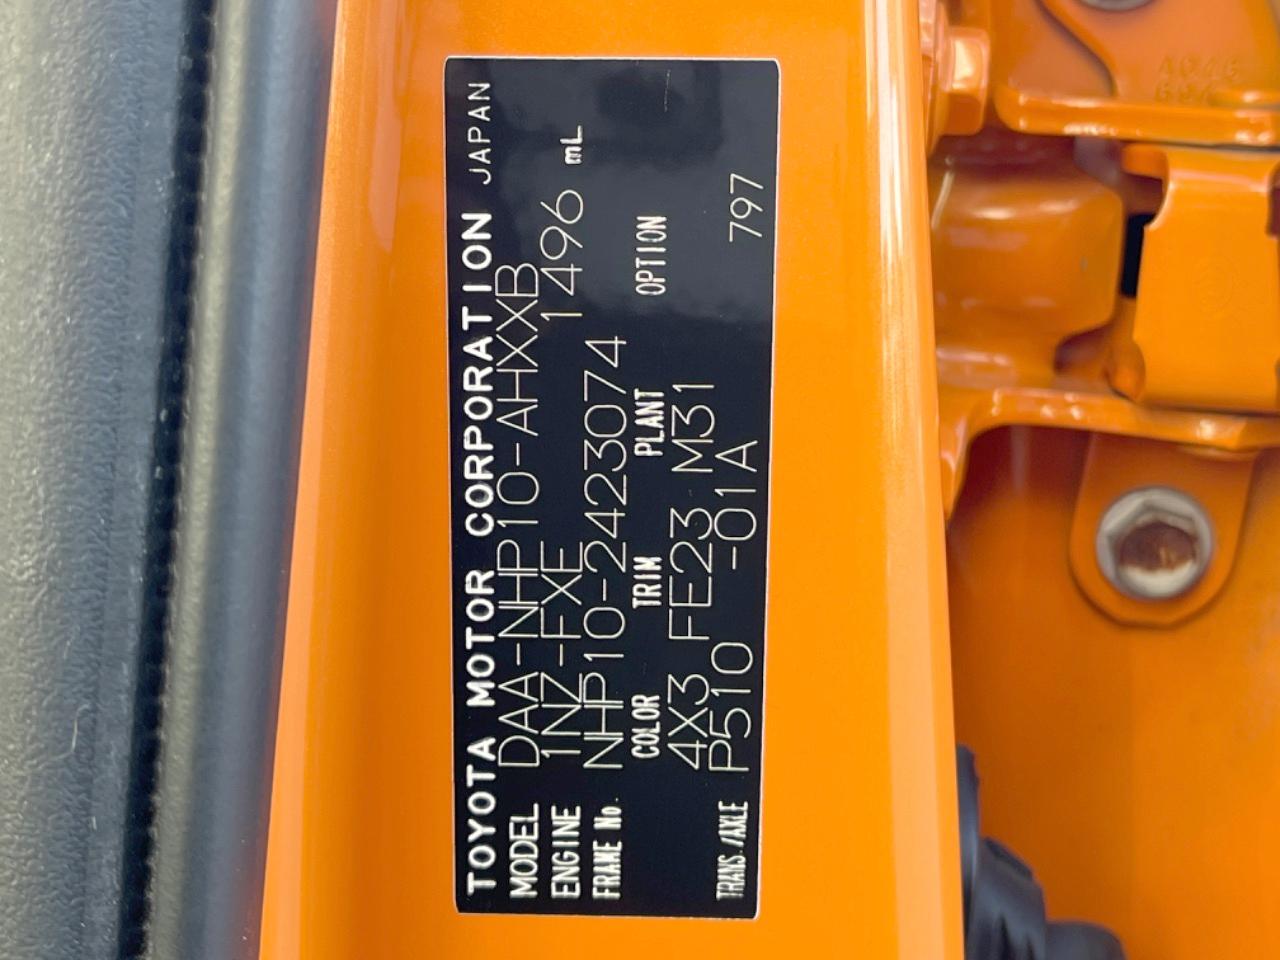 TOYOTA MOTOR CORPORATION JAPAN
MODEL DAA-NHP10-AHXXB
ENGINE 1NZ-FXE 1496 mL
FRAME No. NHP10-2423074
COLOR TRIM PLANT OPTION
4X3 FE23 M31
TRANS./AXLE P510 -01A 797